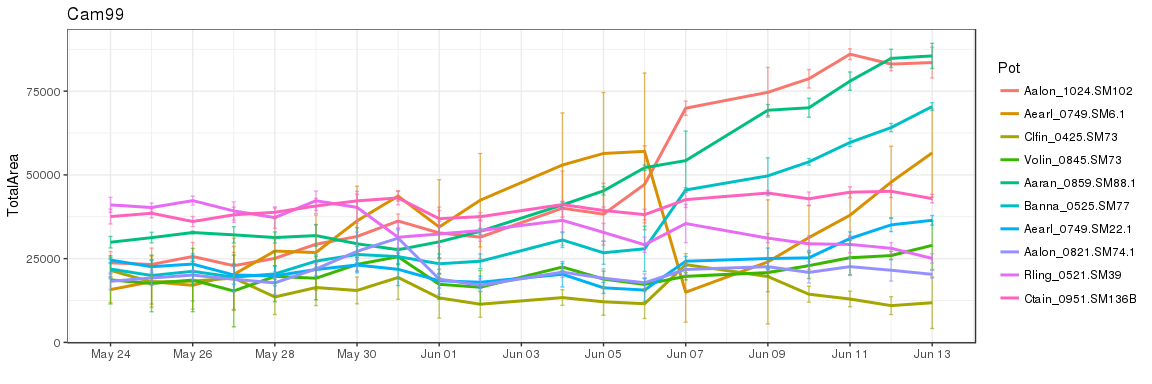 Cam99
TotalArea
75000
50000
25000
0
May 24 May 26 May 28 May 30 Jun 01 Jun 03 Jun 05 Jun 07 Jun 09 Jun 11 Jun 13
Pot
Aalon_1024.SM102
Aearl_0749.SM6.1
Clfin_0425.SM73
Volin_0845.SM73
Aaran_0859.SM88.1
Banna_0525.SM77
Aearl_0749.SM22.1
Aalon_0821.SM74.1
Rling_0521.SM39
Ctain_0951.SM136B